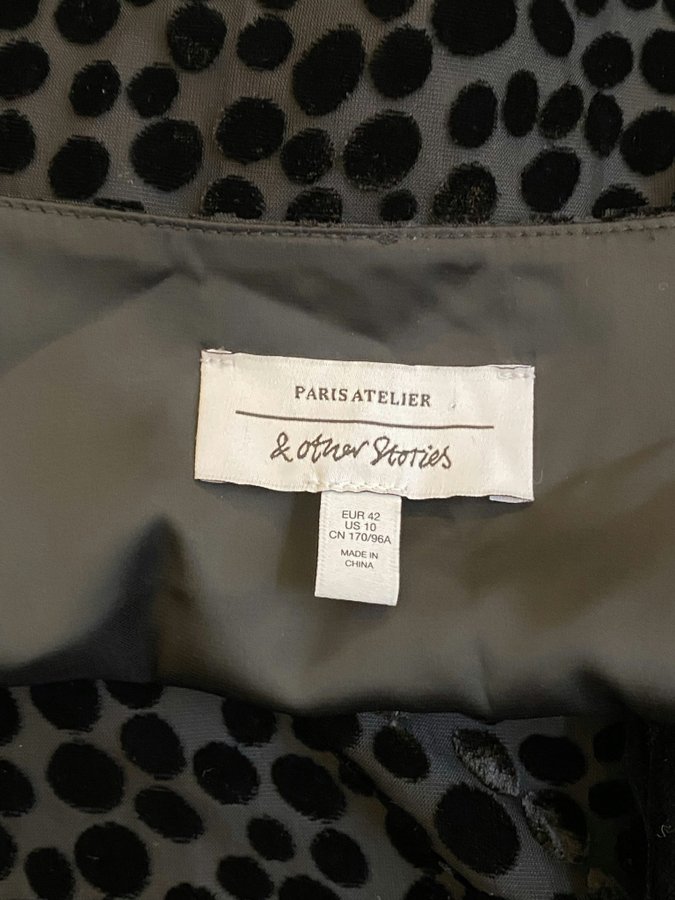 PARIS ATELIER
& other Stories
EUR 42
US 10
CN 170/96A
MADE IN
CHINA